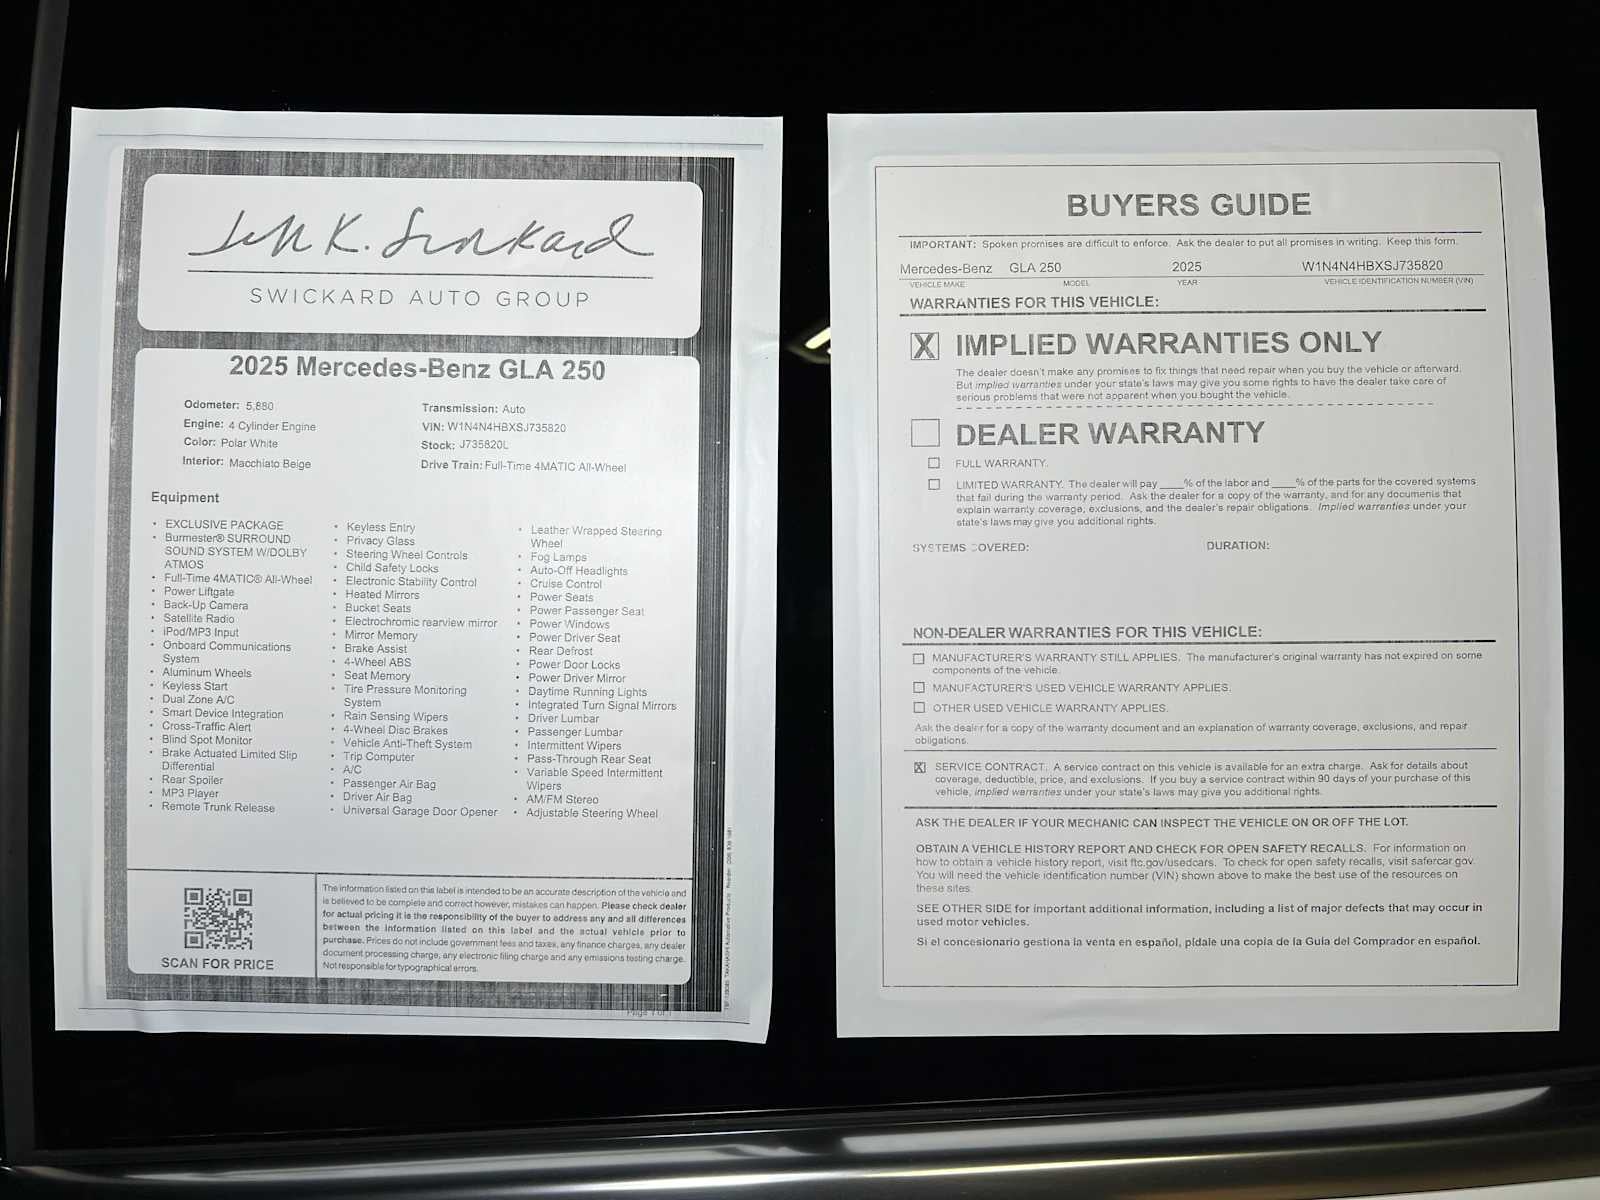 Jeff K. Swickard
SWICKARD AUTO GROUP
2025 Mercedes-Benz GLA 250
Odometer: 5,880
Engine: 4 Cylinder Engine
Color: Polar White
Interior: Macchiato Beige
Transmission: Auto
VIN: W1N4N4HBXSJ735820
Stock: J735820L
Drive Train: Full-Time 4MATIC All-Wheel
Equipment
• EXCLUSIVE PACKAGE
• Burmester® SURROUND
SOUND SYSTEM W/DOLBY
ATMOS
• Full-Time 4MATIC® All-Wheel
• Power Liftgate
• Back-Up Camera
• Satellite Radio
• iPod/MP3 Input
• Onboard Communications
System
• Aluminum Wheels
• Keyless Start
• Dual Zone A/C
• Smart Device Integration
• Cross-Traffic Alert
• Blind Spot Monitor
• Brake Actuated Limited Slip
Differential
• Rear Spoiler
• MP3 Player
• Remote Trunk Release
• Keyless Entry
• Privacy Glass
• Steering Wheel Controls
• Child Safety Locks
• Electronic Stability Control
• Heated Mirrors
• Bucket Seats
• Electrochromic rearview mirror
• Mirror Memory
• Brake Assist
• 4-Wheel ABS
• Seat Memory
• Tire Pressure Monitoring
System
• Rain Sensing Wipers
• 4-Wheel Disc Brakes
• Vehicle Anti-Theft System
• Trip Computer
• A/C
• Passenger Air Bag
• Driver Air Bag
• Universal Garage Door Opener
• Leather Wrapped Steering
Wheel
• Fog Lamps
• Auto-Off Headlights
• Cruise Control
• Power Seats
• Power Passenger Seat
• Power Windows
• Power Driver Seat
• Rear Defrost
• Power Door Locks
• Power Driver Mirror
• Daytime Running Lights
• Integrated Turn Signal Mirrors
• Driver Lumbar
• Passenger Lumbar
• Intermittent Wipers
• Pass-Through Rear Seat
• Variable Speed Intermittent
Wipers
• AM/FM Stereo
• Adjustable Steering Wheel
SCAN FOR PRICE
The information listed on this label is intended to be an accurate description of the vehicle and
is believed to be complete and correct however, mistakes can happen. Please check dealer
for actual pricing it is the responsibility of the buyer to address any and all differences
between the information listed on this label and the actual vehicle prior to
purchase. Prices do not include government fees and taxes, any finance charges, any dealer
document processing charge, any electronic filing charge and any emissions testing charge.
Not responsible for typographical errors.
Page 1 of 1
BUYERS GUIDE
IMPORTANT: Spoken promises are difficult to enforce. Ask the dealer to put all promises in writing. Keep this form.
Mercedes-Benz GLA 250 2025 W1N4N4HBXSJ735820
VEHICLE MAKE MODEL YEAR VEHICLE IDENTIFICATION NUMBER (VIN)
WARRANTIES FOR THIS VEHICLE:
X IMPLIED WARRANTIES ONLY
The dealer doesn't make any promises to fix things that need repair when you buy the vehicle or afterward.
But implied warranties under your state's laws may give you some rights to have the dealer take care of
serious problems that were not apparent when you bought the vehicle.
DEALER WARRANTY
FULL WARRANTY.
LIMITED WARRANTY. The dealer will pay ____% of the labor and ____% of the parts for the covered systems
that fail during the warranty period. Ask the dealer for a copy of the warranty, and for any documents that
explain warranty coverage, exclusions, and the dealer's repair obligations. Implied warranties under your
state's laws may give you additional rights.
SYSTEMS COVERED: DURATION:
NON-DEALER WARRANTIES FOR THIS VEHICLE:
MANUFACTURER'S WARRANTY STILL APPLIES. The manufacturer's original warranty has not expired on some
components of the vehicle.
MANUFACTURER'S USED VEHICLE WARRANTY APPLIES.
OTHER USED VEHICLE WARRANTY APPLIES.
Ask the dealer for a copy of the warranty document and an explanation of warranty coverage, exclusions, and repair
obligations.
X SERVICE CONTRACT. A service contract on this vehicle is available for an extra charge. Ask for details about
coverage, deductible, price, and exclusions. If you buy a service contract within 90 days of your purchase of this
vehicle, implied warranties under your state's laws may give you additional rights.
ASK THE DEALER IF YOUR MECHANIC CAN INSPECT THE VEHICLE ON OR OFF THE LOT.
OBTAIN A VEHICLE HISTORY REPORT AND CHECK FOR OPEN SAFETY RECALLS. For information on
how to obtain a vehicle history report, visit ftc.gov/usedcars. To check for open safety recalls, visit safercar.gov.
You will need the vehicle identification number (VIN) shown above to make the best use of the resources on
these sites.
SEE OTHER SIDE for important additional information, including a list of major defects that may occur in
used motor vehicles.
Si el concesionario gestiona la venta en español, pídale una copia de la Guía del Comprador en español.